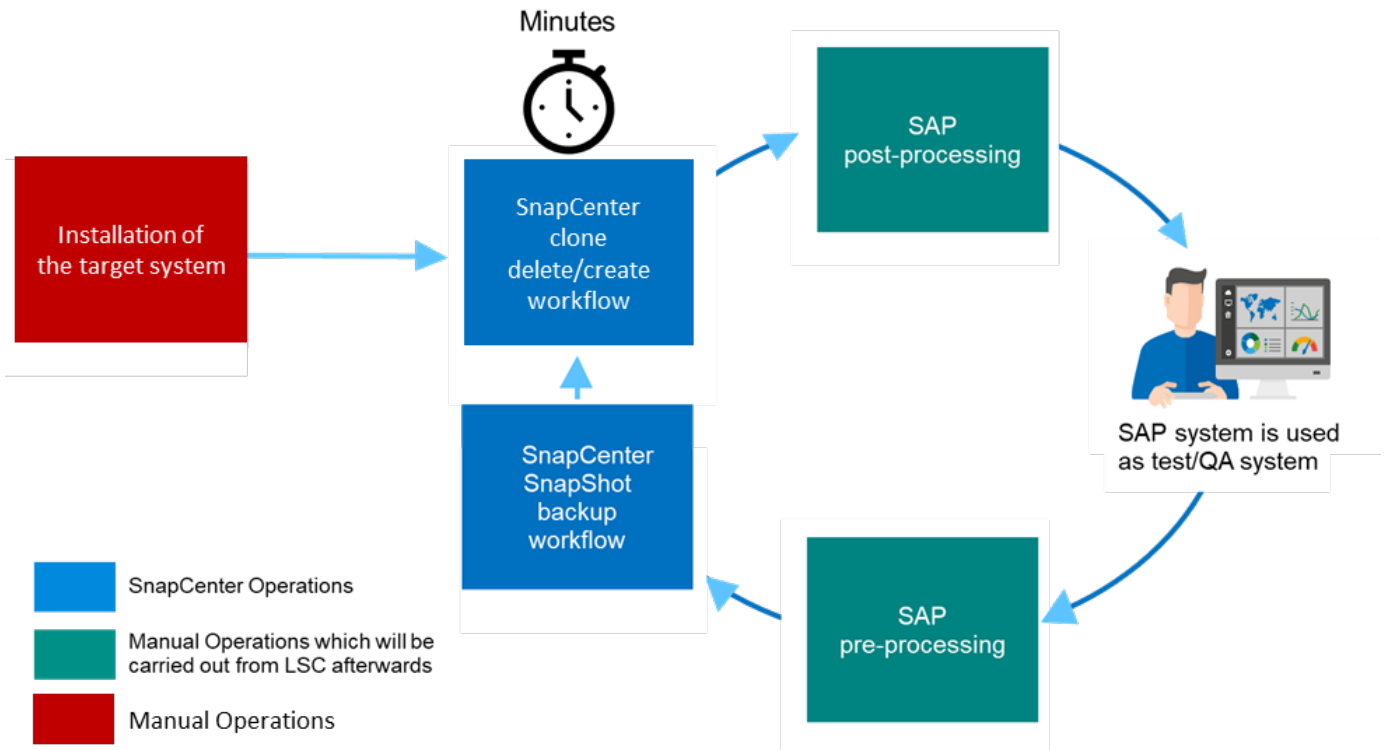 Minutes
Installation of
the target system
SnapCenter
clone
delete/create
workflow
SAP
post-processing
SAP system is used
as test/QA system
SnapCenter
SnapShot
backup
workflow
SAP
pre-processing
SnapCenter Operations
Manual Operations which will be
carried out from LSC afterwards
Manual Operations